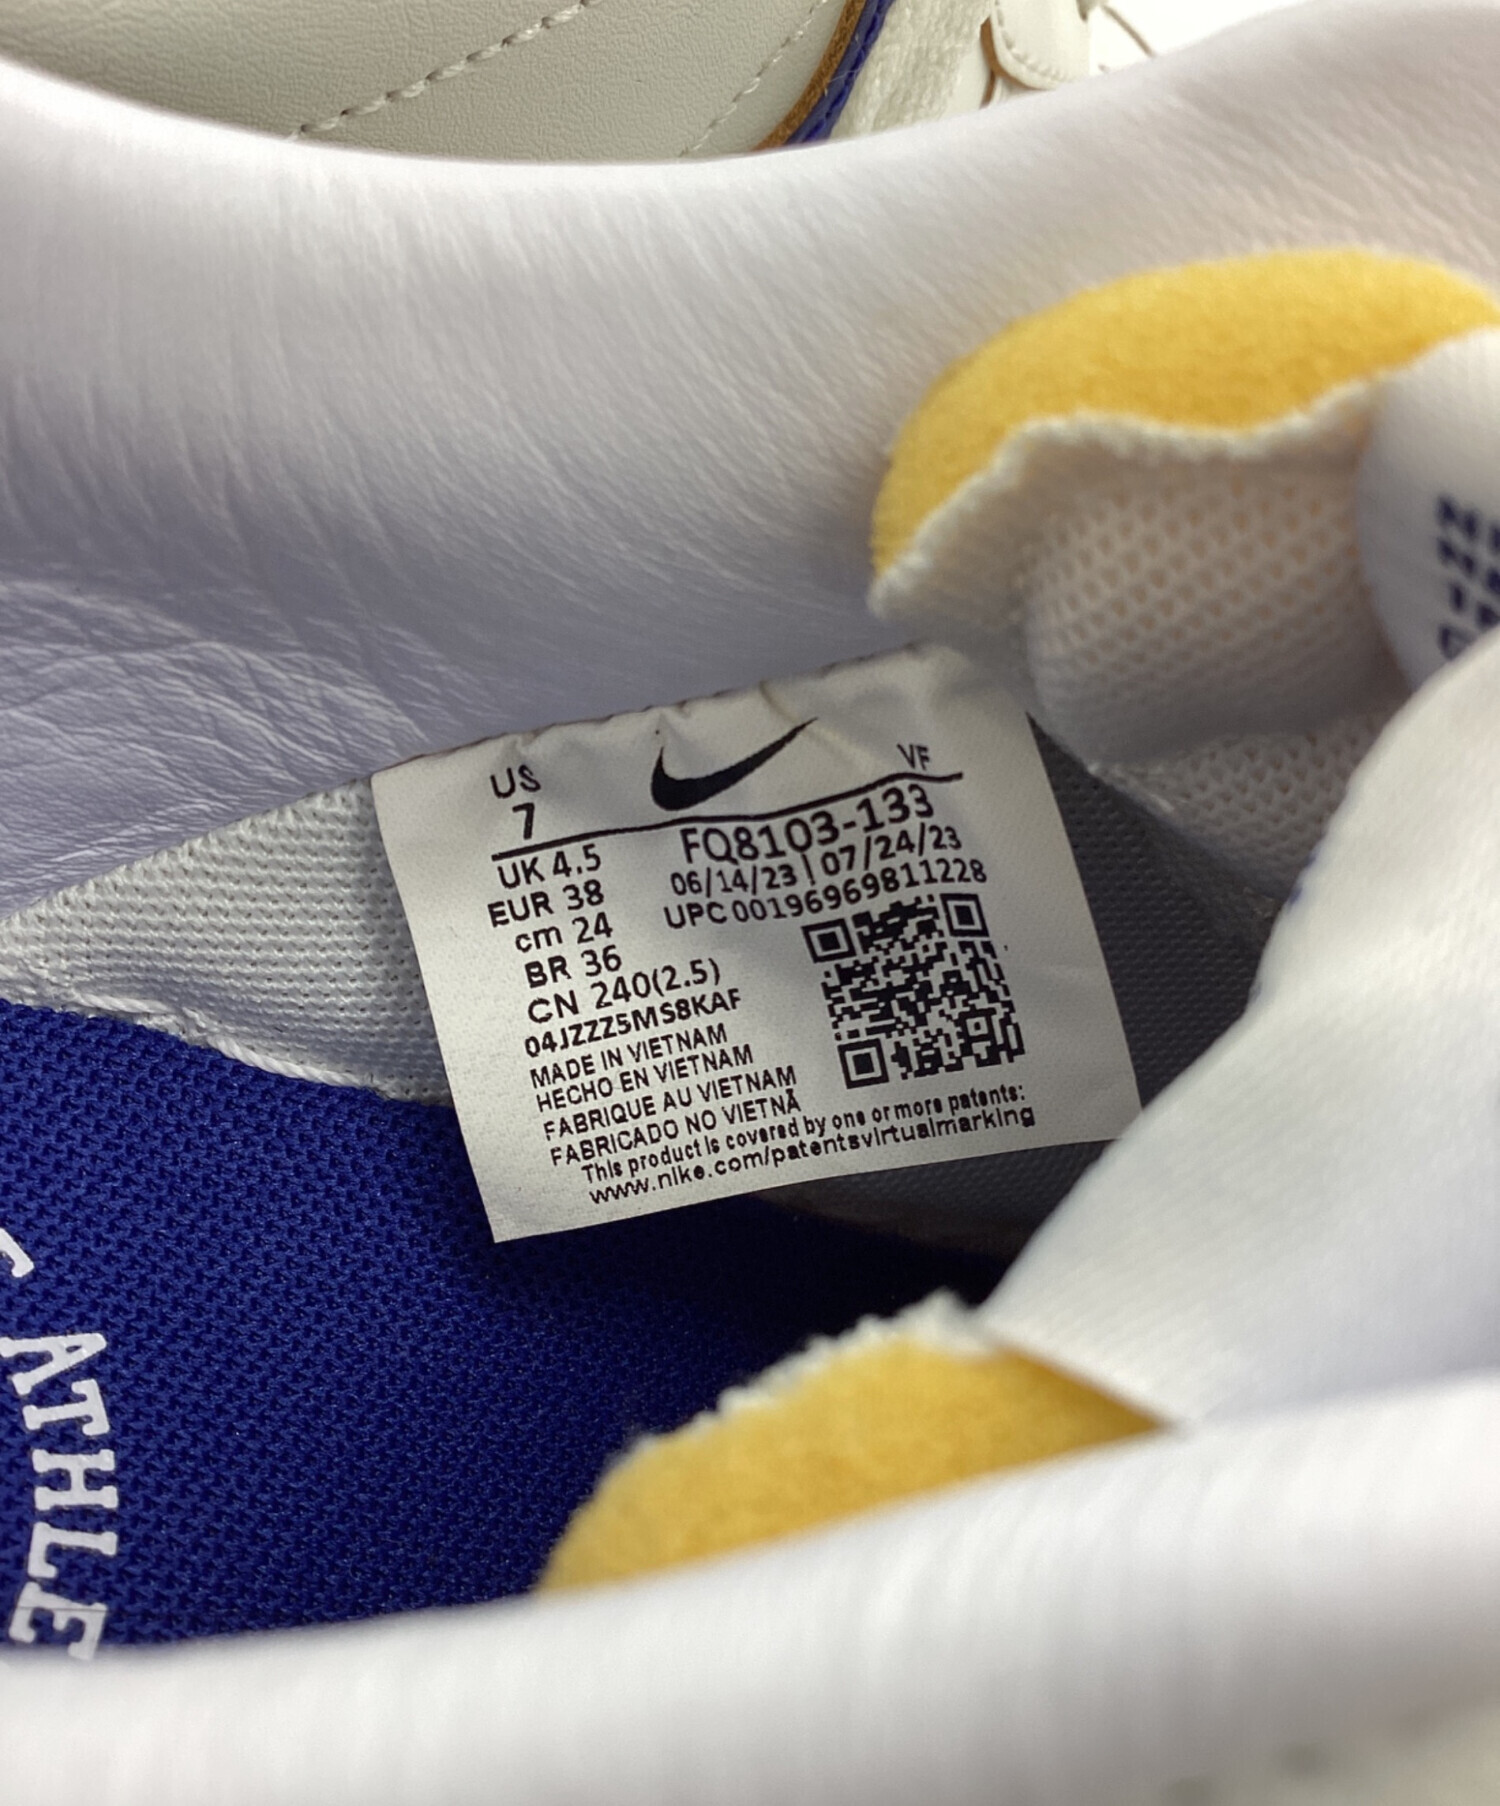 US
7
VF
UK 4.5
EUR 38
cm 24
BR 36
CN 240(2.5)
FQ8103-133
06/14/23|07/24/23
UPC 00196969811228
04JZZZ5MS8KAF
MADE IN VIETNAM
HECHO EN VIETNAM
FABRIQUE AU VIETNAM
FABRICADO NO VIETNÃ
This product is covered by one or more patents:
www.nike.com/patentsvirtualmarking
ATHLE